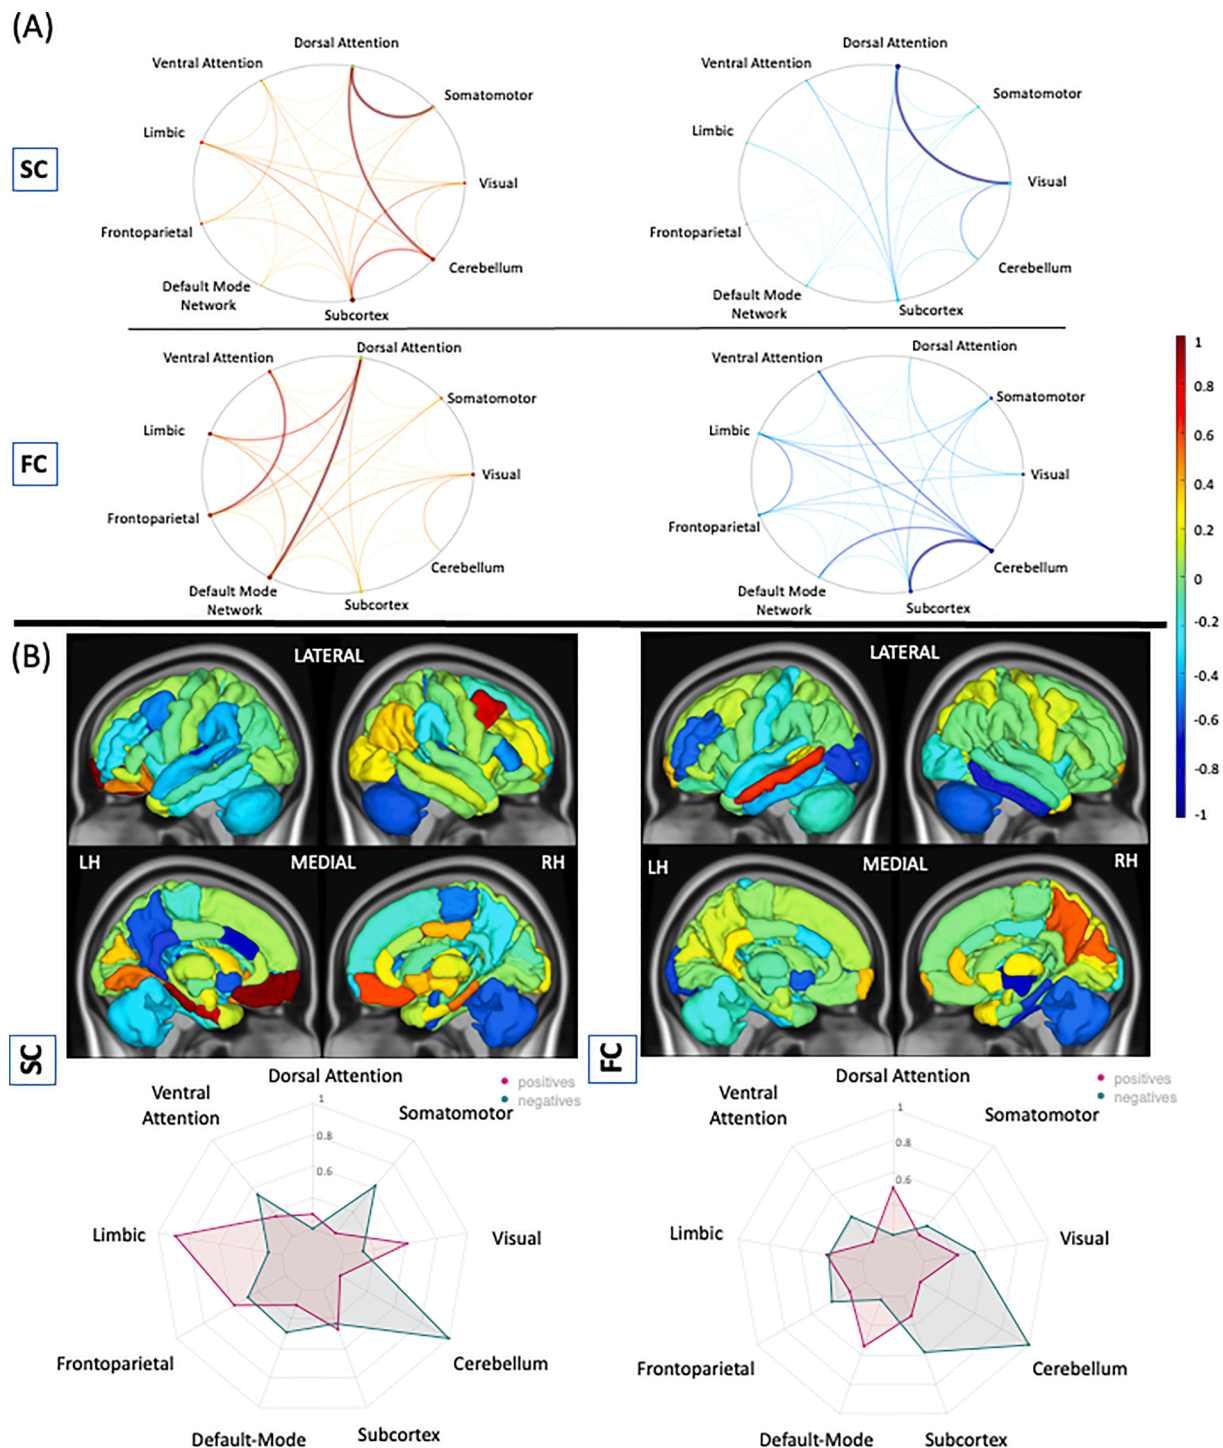 (A)
SC
Dorsal Attention
Ventral Attention
Somatomotor
Limbic
Visual
Frontoparietal
Cerebellum
Default Mode
Network
Subcortex
Dorsal Attention
Ventral Attention
Somatomotor
Limbic
Visual
Frontoparietal
Cerebellum
Default Mode
Network
Subcortex
FC
Dorsal Attention
Ventral Attention
Somatomotor
Limbic
Visual
Frontoparietal
Cerebellum
Default Mode
Network
Subcortex
Dorsal Attention
Ventral Attention
Somatomotor
Limbic
Visual
Frontoparietal
Cerebellum
Default Mode
Network
Subcortex
1
0.8
0.6
0.4
0.2
0
-0.2
-0.4
-0.6
-0.8
-1
(B)
LATERAL
LH
MEDIAL
RH
SC
LATERAL
LH
MEDIAL
RH
FC
Dorsal Attention
positives
negatives
Ventral
Attention
Somatomotor
1
0.8
0.6
Limbic
Visual
Frontoparietal
Cerebellum
Default-Mode
Subcortex
Dorsal Attention
positives
negatives
Ventral
Attention
Somatomotor
1
0.8
0.6
Limbic
Visual
Frontoparietal
Cerebellum
Default-Mode
Subcortex